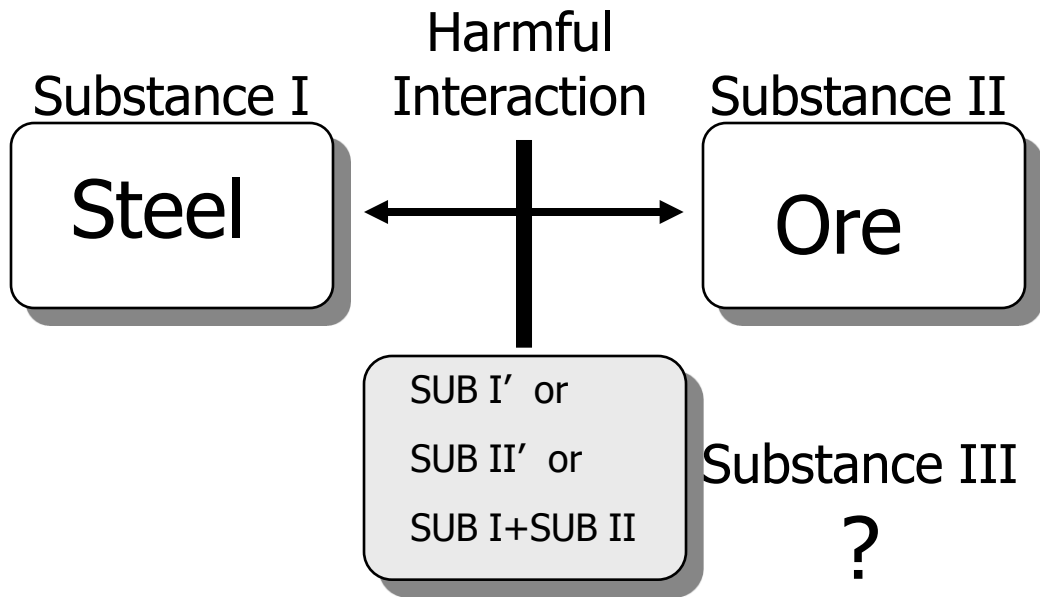 Harmful
Interaction
Substance I
Substance II
Steel
Ore
SUB I’ or
SUB II’ or
SUB I+SUB II
Substance III
?